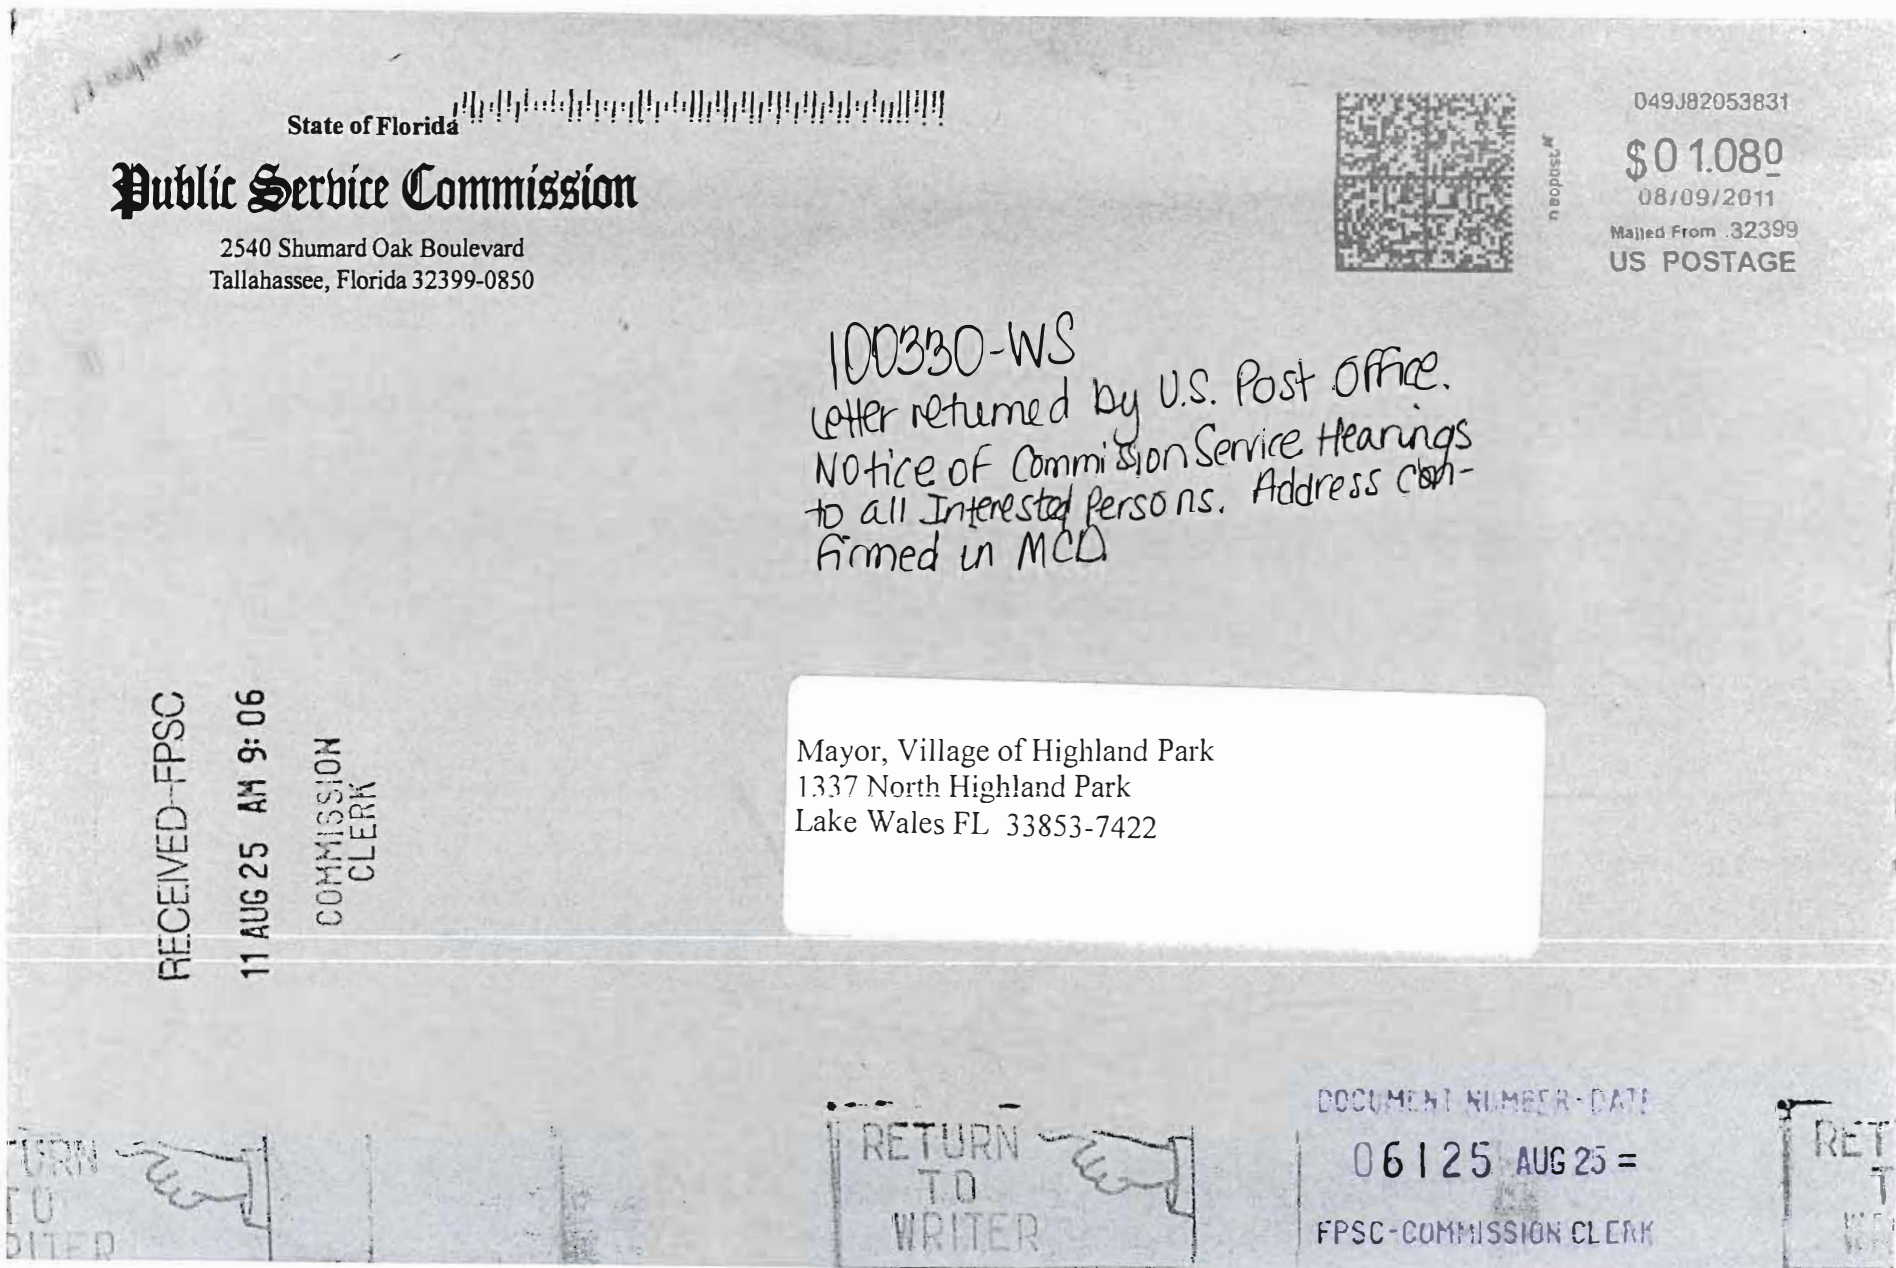 State of Florida
Public Service Commission
2540 Shumard Oak Boulevard
Tallahassee, Florida 32399-0850
049J82053831
$01.080
08/09/2011
Mailed From 32399
US POSTAGE
100330-WS
Letter returned by U.S. Post Office.
Notice of Commission Service Hearings
to all Interested Persons. Address con-
firmed in MCD.
RECEIVED-FPSC
11 AUG 25 AM 9:06
COMMISSION
CLERK
Mayor, Village of Highland Park
1337 North Highland Park
Lake Wales FL 33853-7422
TURN
TO
RITER
RETURN
TO
WRITER
DOCUMENT NUMBER-DATE
06125 AUG 25 =
FPSC-COMMISSION CLERK
RET
T